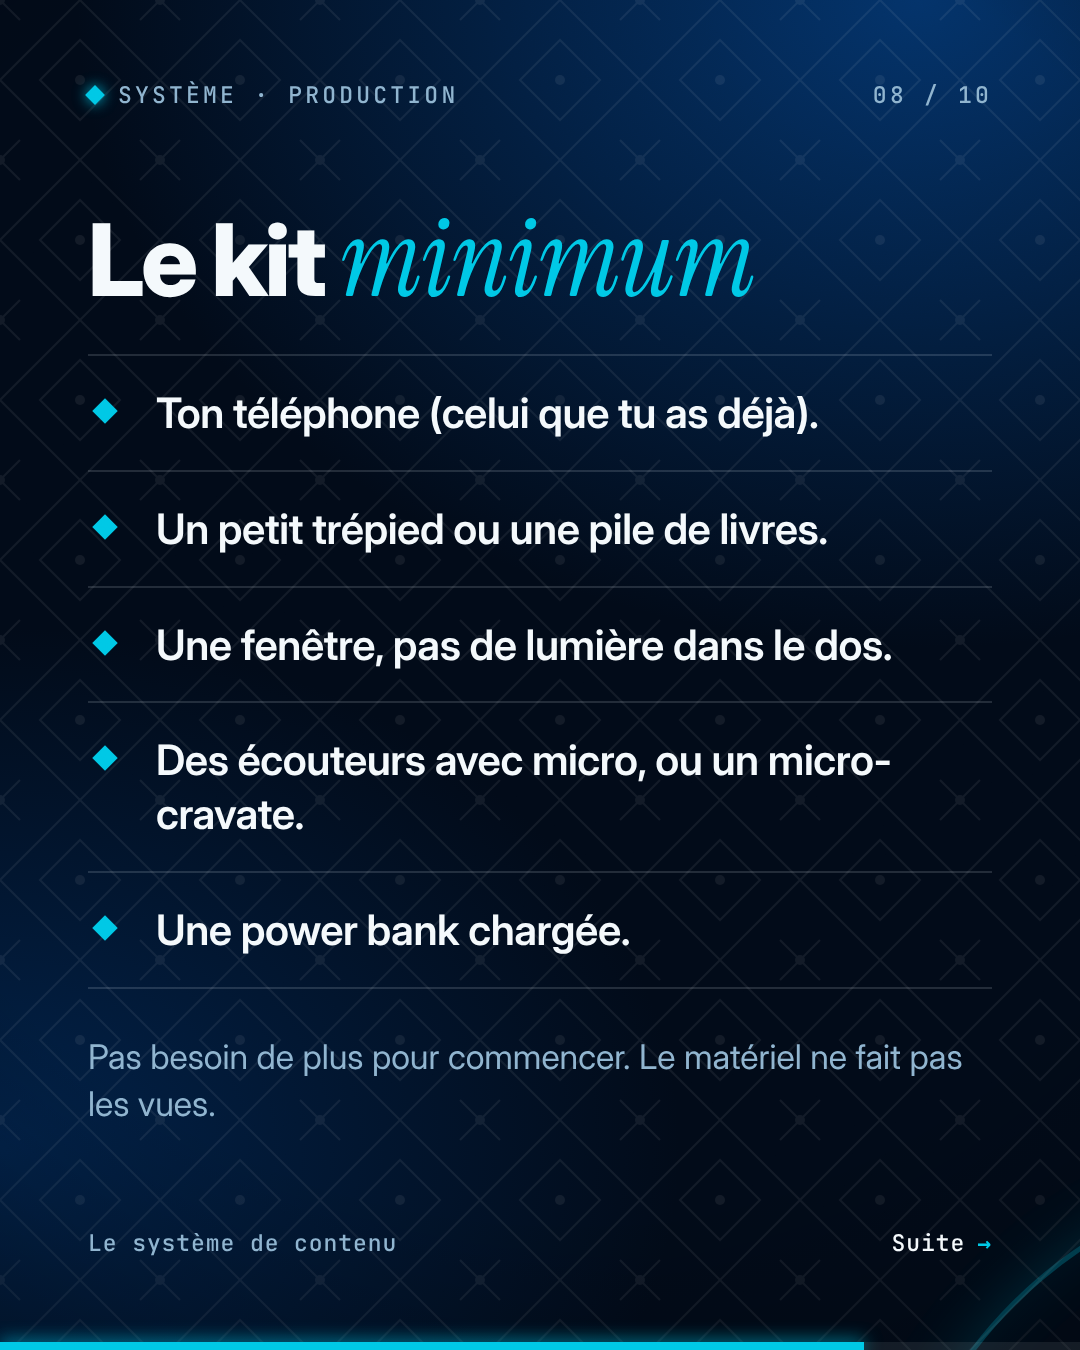 SYSTÈME · PRODUCTION
08 / 10
Le kit minimum
Ton téléphone (celui que tu as déjà).
Un petit trépied ou une pile de livres.
Une fenêtre, pas de lumière dans le dos.
Des écouteurs avec micro, ou un micro-
cravate.
Une power bank chargée.
Pas besoin de plus pour commencer. Le matériel ne fait pas
les vues.
Le système de contenu
Suite →